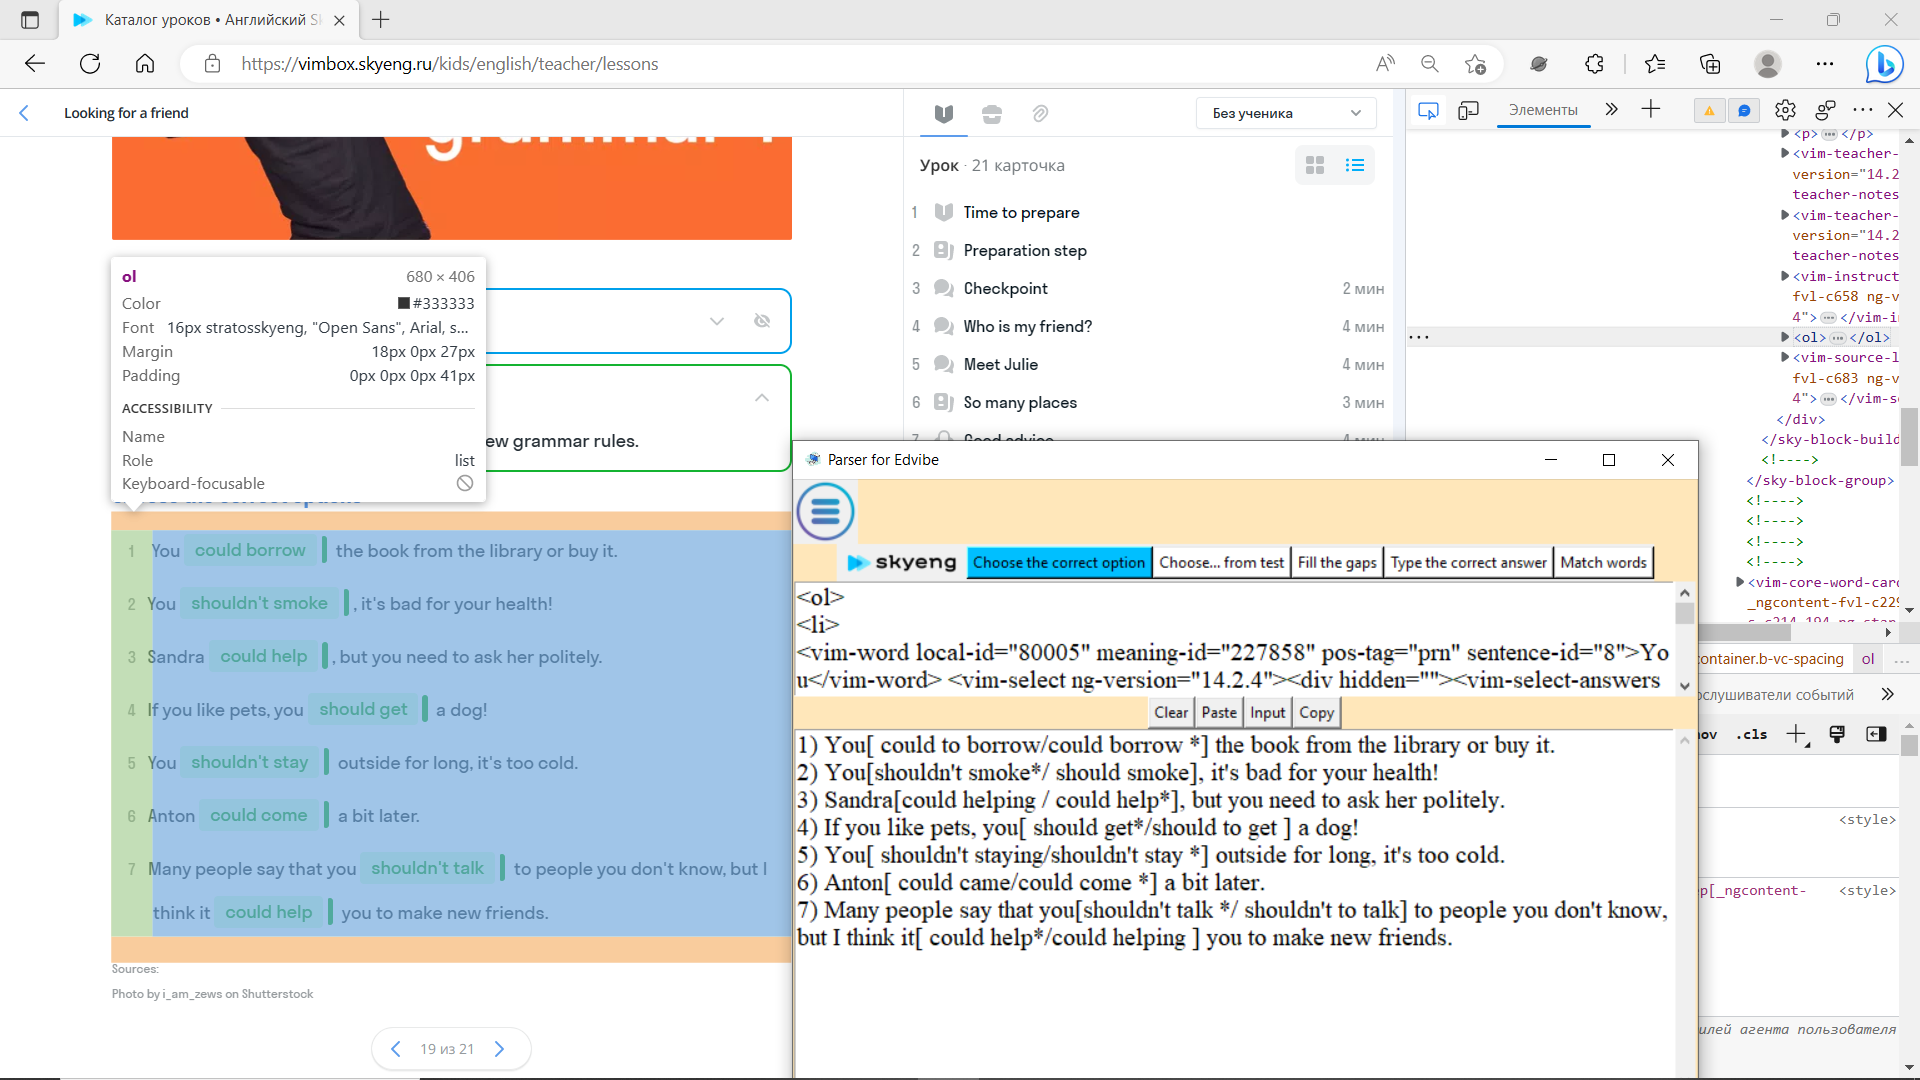 Каталог уроков • Английский Sk
https://vimbox.skyeng.ru/kids/english/teacher/lessons
Looking for a friend
grammar
ol 680 × 406
Color #333333
Font 16px stratosskyeng, "Open Sans", Arial, s...
Margin 18px 0px 27px
Padding 0px 0px 0px 41px
ACCESSIBILITY
Name
Role list
Keyboard-focusable
ew grammar rules.
1 You could borrow the book from the library or buy it.
2 You shouldn't smoke , it's bad for your health!
3 Sandra could help , but you need to ask her politely.
4 If you like pets, you should get a dog!
5 You shouldn't stay outside for long, it's too cold.
6 Anton could come a bit later.
7 Many people say that you shouldn't talk to people you don't know, but I
think it could help you to make new friends.
Sources:
Photo by i_am_zews on Shutterstock
19 из 21
Без ученика
Урок · 21 карточка
1 Time to prepare
2 Preparation step
3 Checkpoint 2 мин
4 Who is my friend? 4 мин
5 Meet Julie 4 мин
6 So many places 3 мин
7 Good advice 4 мин
Parser for Edvibe
skyeng Choose the correct option Choose... from test Fill the gaps Type the correct answer Match words
<ol>
<li>
<vim-word local-id="80005" meaning-id="227858" pos-tag="prn" sentence-id="8">Yo
u</vim-word> <vim-select ng-version="14.2.4"><div hidden=""><vim-select-answers
Clear Paste Input Copy
1) You[ could to borrow/could borrow *] the book from the library or buy it.
2) You[shouldn't smoke*/ should smoke], it's bad for your health!
3) Sandra[could helping / could help*], but you need to ask her politely.
4) If you like pets, you[ should get*/should to get ] a dog!
5) You[ shouldn't staying/shouldn't stay *] outside for long, it's too cold.
6) Anton[ could came/could come *] a bit later.
7) Many people say that you[shouldn't talk */ shouldn't to talk] to people you don't know,
but I think it[ could help*/could helping ] you to make new friends.
Элементы
<p> ... </p>
<vim-teacher-
version="14.2
teacher-notes
<vim-teacher-
version="14.2
teacher-notes
<vim-instruct
fvl-c658 ng-v
4"> ... </vim-i
<ol> ... </ol>
<vim-source-l
fvl-c683 ng-v
4"> ... </vim-s
</div>
</sky-block-build
<!---->
</sky-block-group>
<!---->
<!---->
<!---->
<!---->
<vim-core-word-card
_ngcontent-fvl-c229
ontainer.b-vc-spacing ol ...
ослушиватели событий
.cls
<style>
ep[_ngcontent- <style>
илей агента пользователя